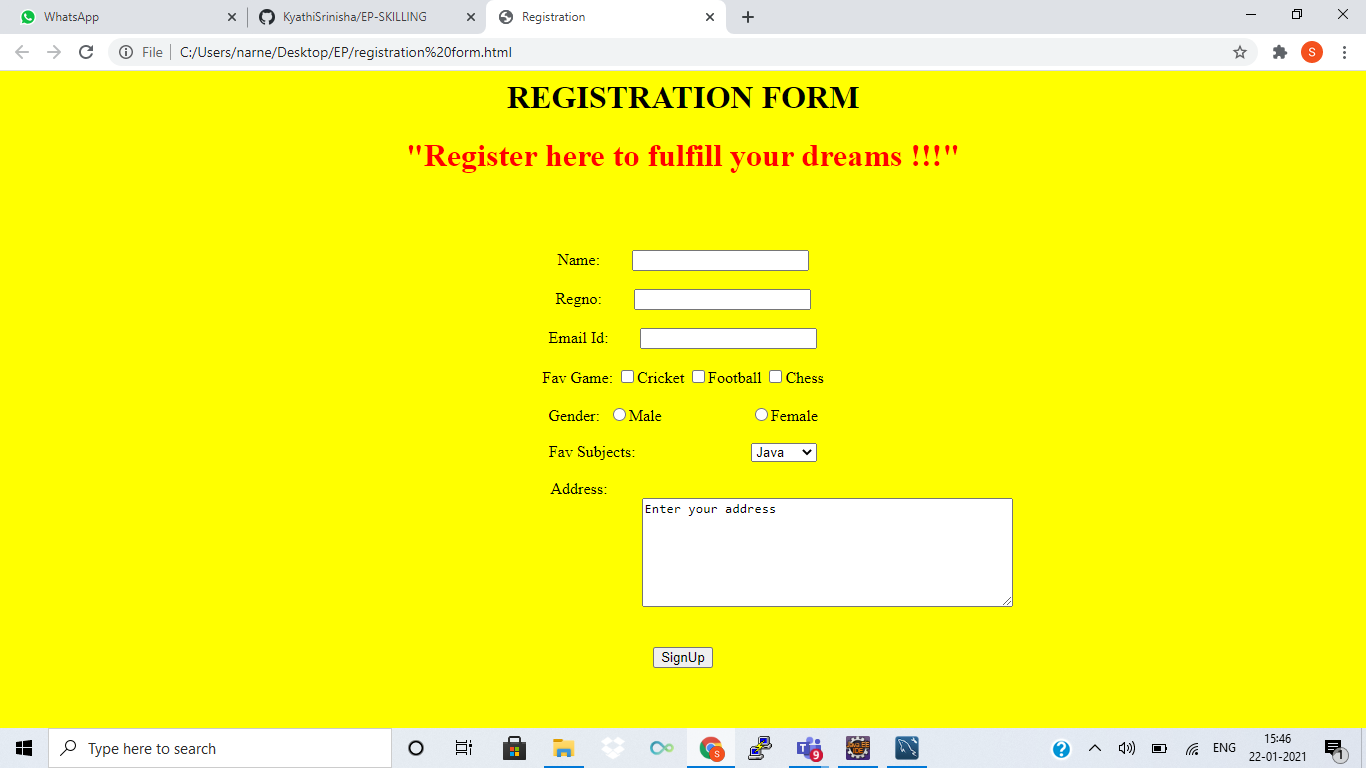 WhatsApp
KyathiSrinisha/EP-SKILLING
Registration
File | C:/Users/narne/Desktop/EP/registration%20form.html
S
REGISTRATION FORM
"Register here to fulfill your dreams !!!"
Name:
Regno:
Email Id:
Fav Game: Cricket Football Chess
Gender: Male Female
Fav Subjects: Java
Address:
Enter your address
SignUp
Type here to search
S
9
ENG
15:46
22-01-2021
1